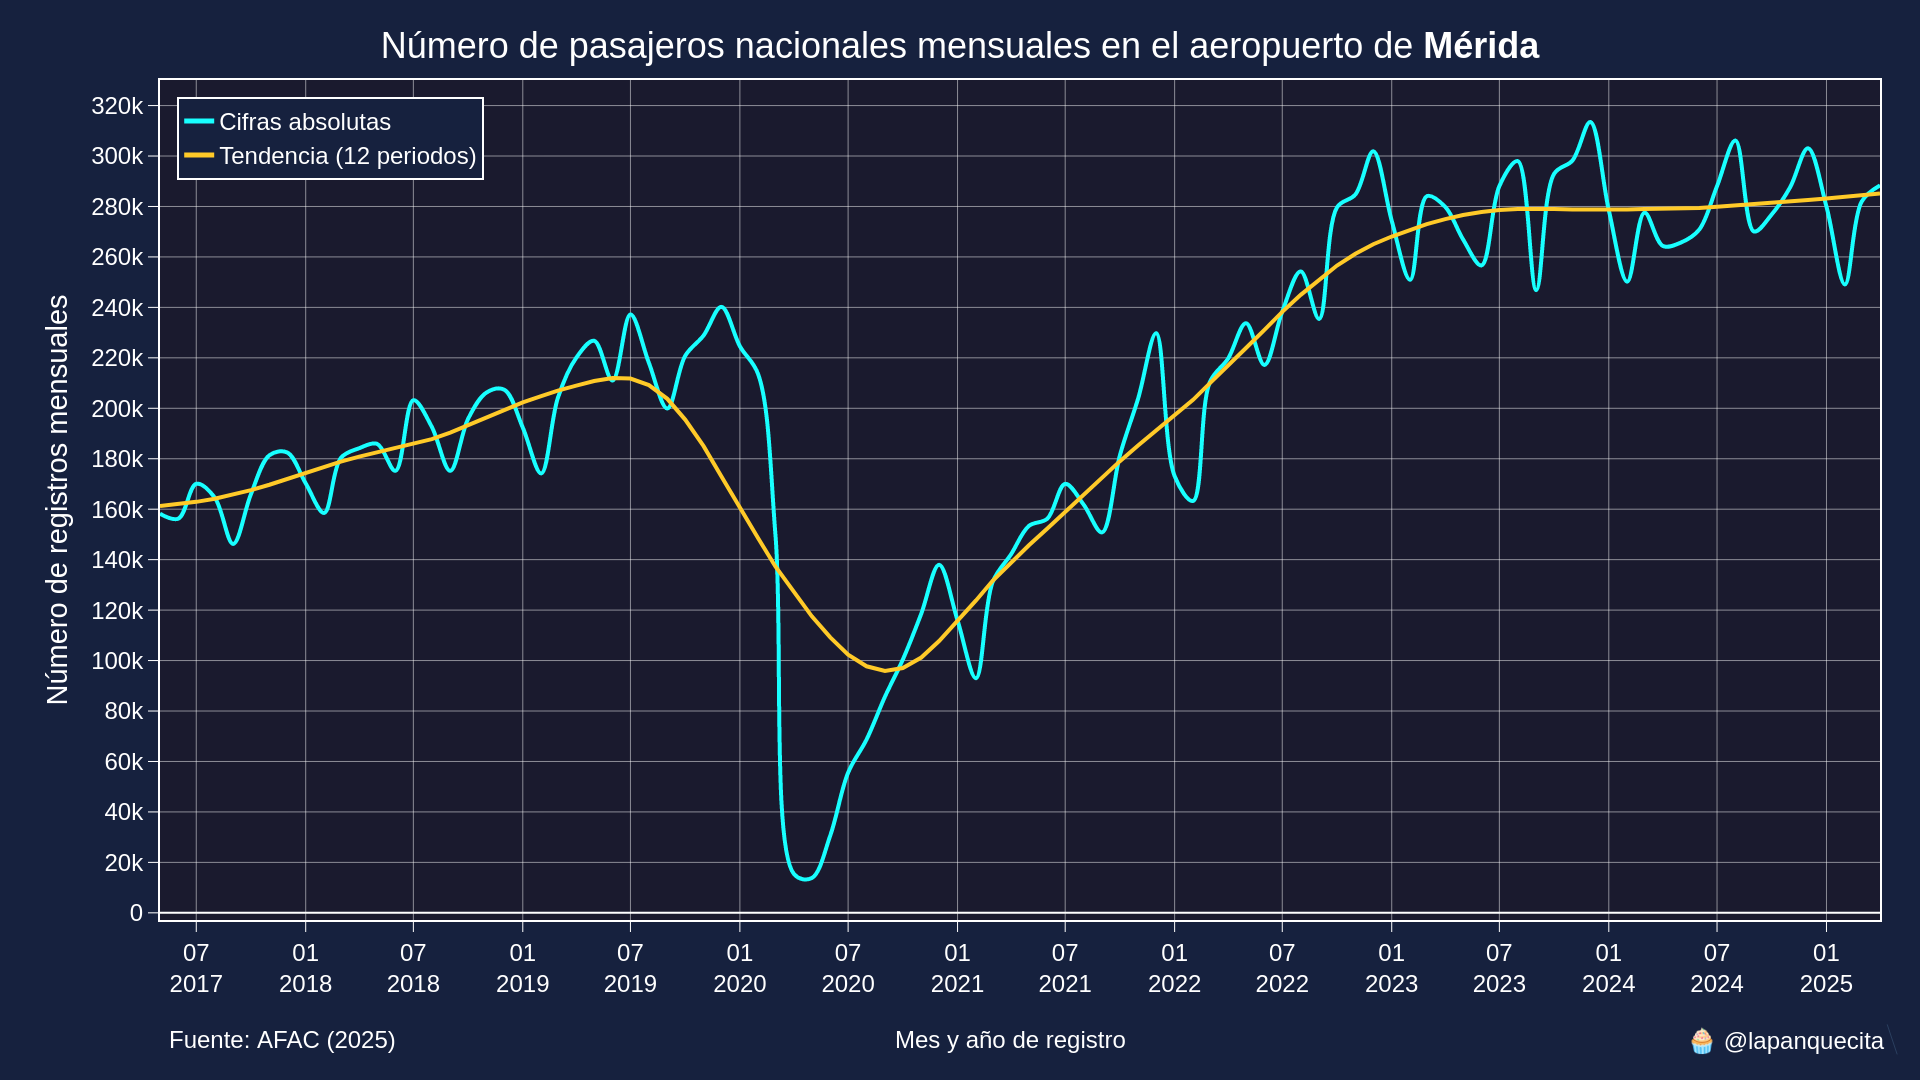 Número de pasajeros nacionales mensuales en el aeropuerto de Mérida
Cifras absolutas
Tendencia (12 periodos)
Número de registros mensuales
320k
300k
280k
260k
240k
220k
200k
180k
160k
140k
120k
100k
80k
60k
40k
20k
0
07 01 07 01 07 01 07 01 07 01 07 01 07 01 07 01
2017 2018 2018 2019 2019 2020 2020 2021 2021 2022 2022 2023 2023 2024 2024 2025
Fuente: AFAC (2025)
Mes y año de registro
🧁 @lapanquecita